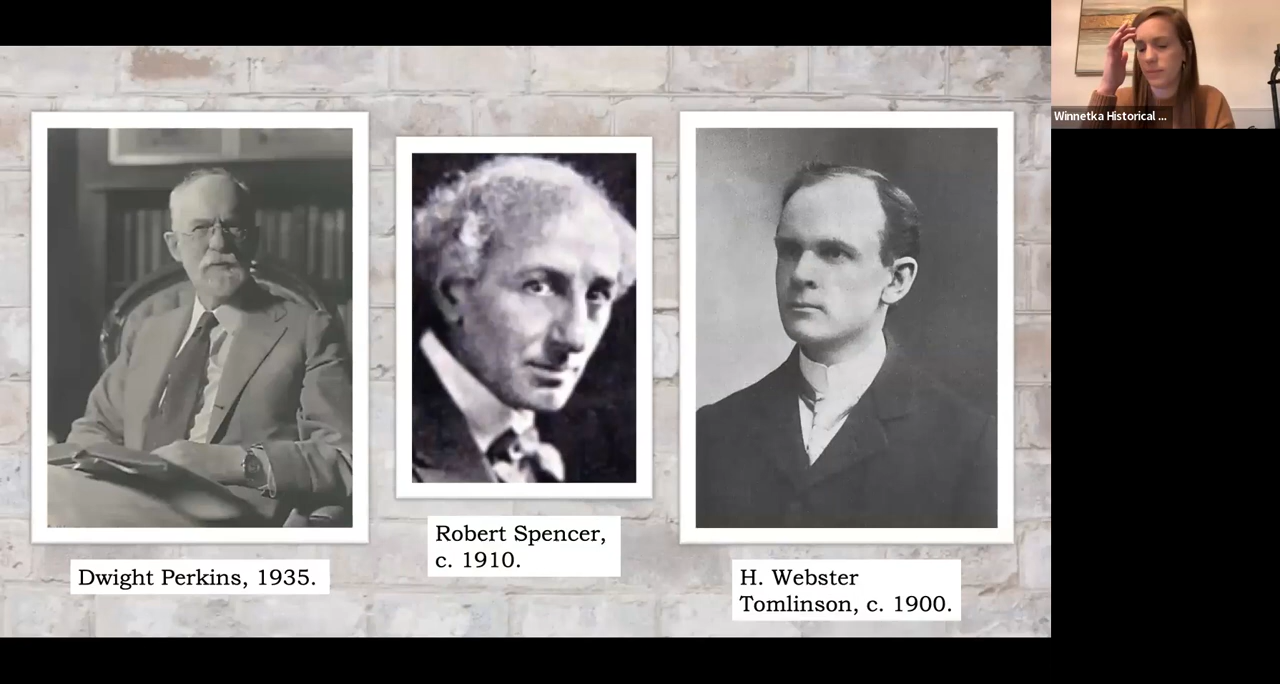 Winnetka Historical ...
Dwight Perkins, 1935.
Robert Spencer,
c. 1910.
H. Webster
Tomlinson, c. 1900.